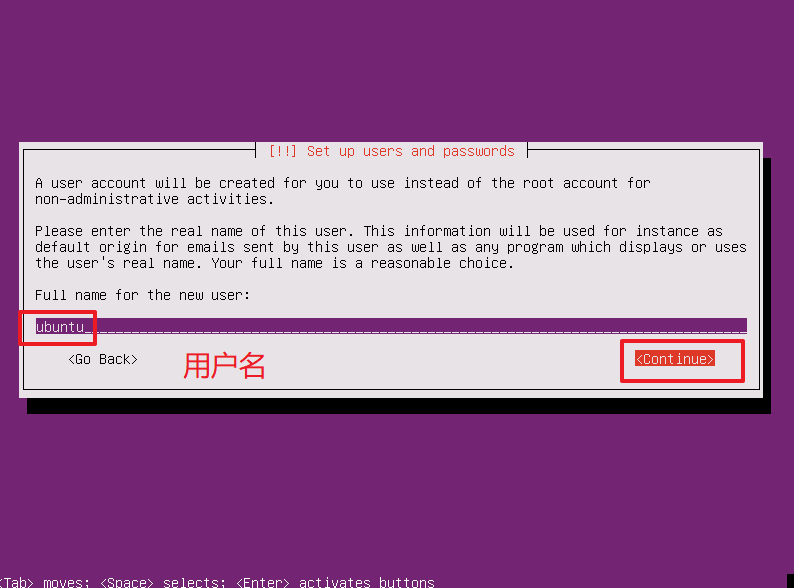 [!!] Set up users and passwords
A user account will be created for you to use instead of the root account for
non-administrative activities.
Please enter the real name of this user. This information will be used for instance as
default origin for emails sent by this user as well as any program which displays or uses
the user's real name. Your full name is a reasonable choice.
Full name for the new user:
ubuntu
<Go Back> 用户名 <Continue>
<Tab> moves; <Space> selects; <Enter> activates buttons